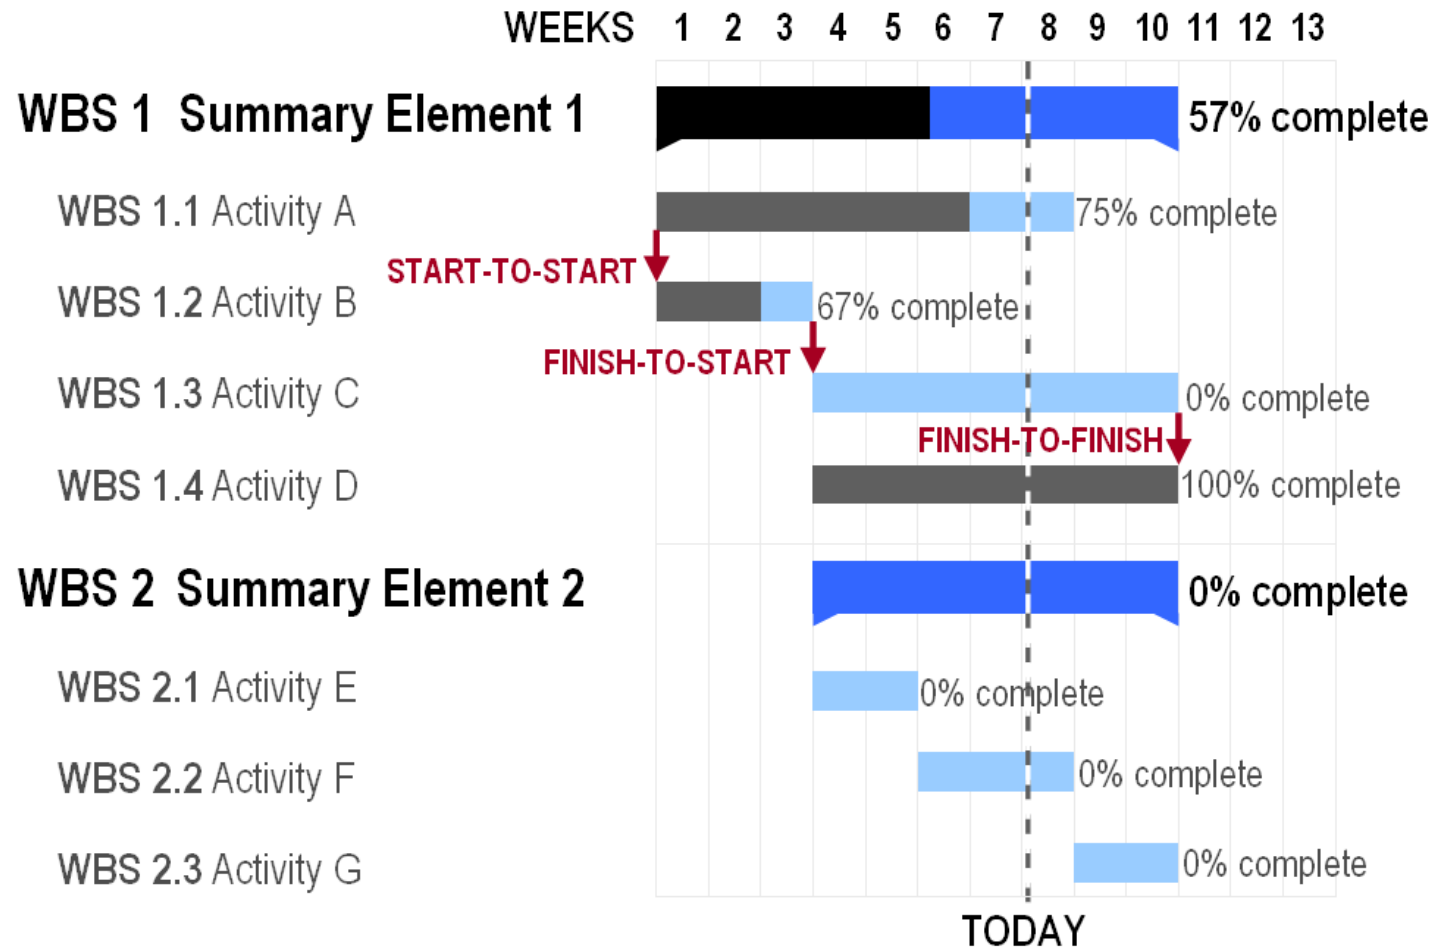 WEEKS 1 2 3 4 5 6 7 8 9 10 11 12 13
WBS 1 Summary Element 1 57% complete
WBS 1.1 Activity A 75% complete
START-TO-START
WBS 1.2 Activity B 67% complete
FINISH-TO-START
WBS 1.3 Activity C 0% complete
FINISH-TO-FINISH
WBS 1.4 Activity D 100% complete
WBS 2 Summary Element 2 0% complete
WBS 2.1 Activity E 0% complete
WBS 2.2 Activity F 0% complete
WBS 2.3 Activity G 0% complete
TODAY